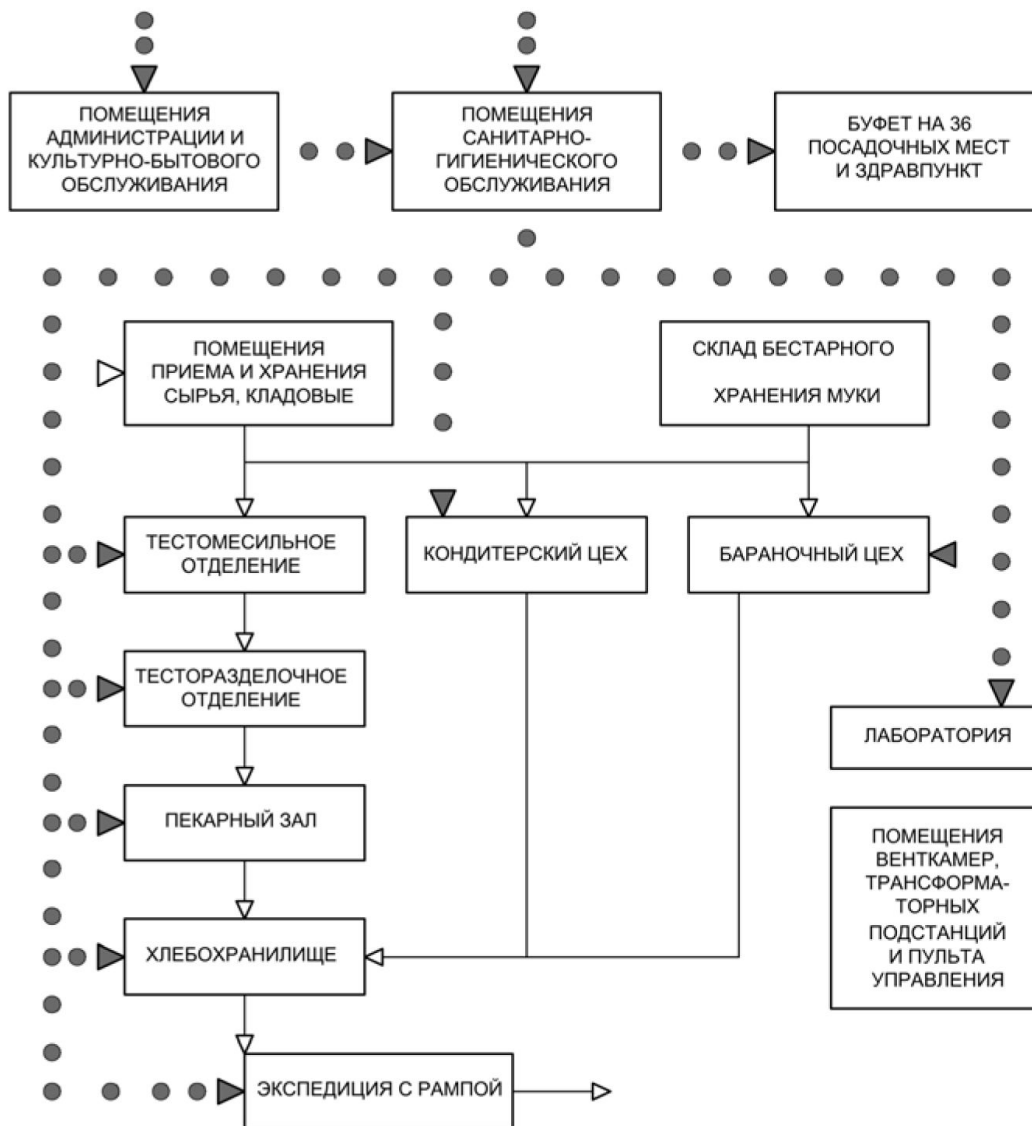 ПОМЕЩЕНИЯ
АДМИНИСТРАЦИИ И
КУЛЬТУРНО-БЫТОВОГО
ОБСЛУЖИВАНИЯ
ПОМЕЩЕНИЯ
САНИТАРНО-
ГИГИЕНИЧЕСКОГО
ОБСЛУЖИВАНИЯ
БУФЕТ НА 36
ПОСАДОЧНЫХ МЕСТ
И ЗДРАВПУНКТ
ПОМЕЩЕНИЯ
ПРИЕМА И ХРАНЕНИЯ
СЫРЬЯ, КЛАДОВЫЕ
СКЛАД БЕСТАРНОГО
ХРАНЕНИЯ МУКИ
ТЕСТОМЕСИЛЬНОЕ
ОТДЕЛЕНИЕ
КОНДИТЕРСКИЙ ЦЕХ
БАРАНОЧНЫЙ ЦЕХ
ТЕСТОРАЗДЕЛОЧНОЕ
ОТДЕЛЕНИЕ
ЛАБОРАТОРИЯ
ПЕКАРНЫЙ ЗАЛ
ПОМЕЩЕНИЯ
ВЕНТКАМЕР,
ТРАНСФОРМА-
ТОРНЫХ
ПОДСТАНЦИЙ
И ПУЛЬТА
УПРАВЛЕНИЯ
ХЛЕБОХРАНИЛИЩЕ
ЭКСПЕДИЦИЯ С РАМПОЙ